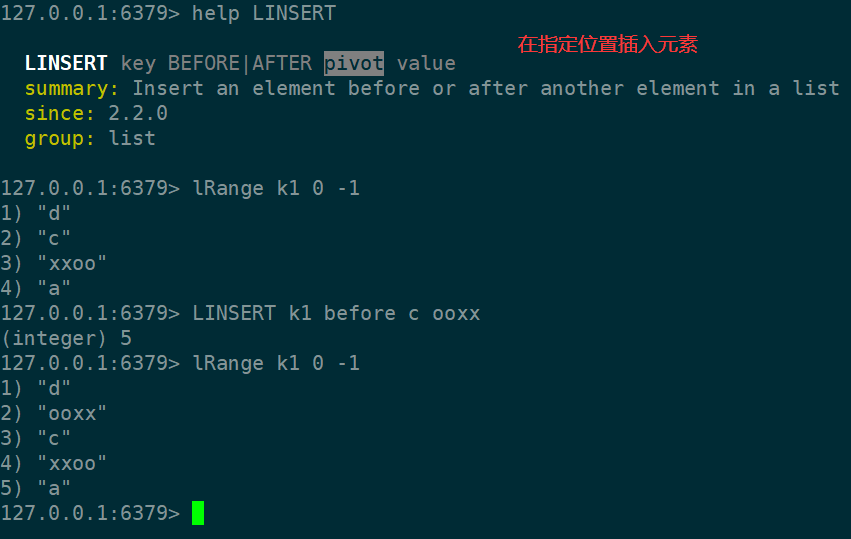 127.0.0.1:6379> help LINSERT
在指定位置插入元素
LINSERT key BEFORE|AFTER pivot value
summary: Insert an element before or after another element in a list
since: 2.2.0
group: list
127.0.0.1:6379> lRange k1 0 -1
1) "d"
2) "c"
3) "xxoo"
4) "a"
127.0.0.1:6379> LINSERT k1 before c ooxx
(integer) 5
127.0.0.1:6379> lRange k1 0 -1
1) "d"
2) "ooxx"
3) "c"
4) "xxoo"
5) "a"
127.0.0.1:6379>